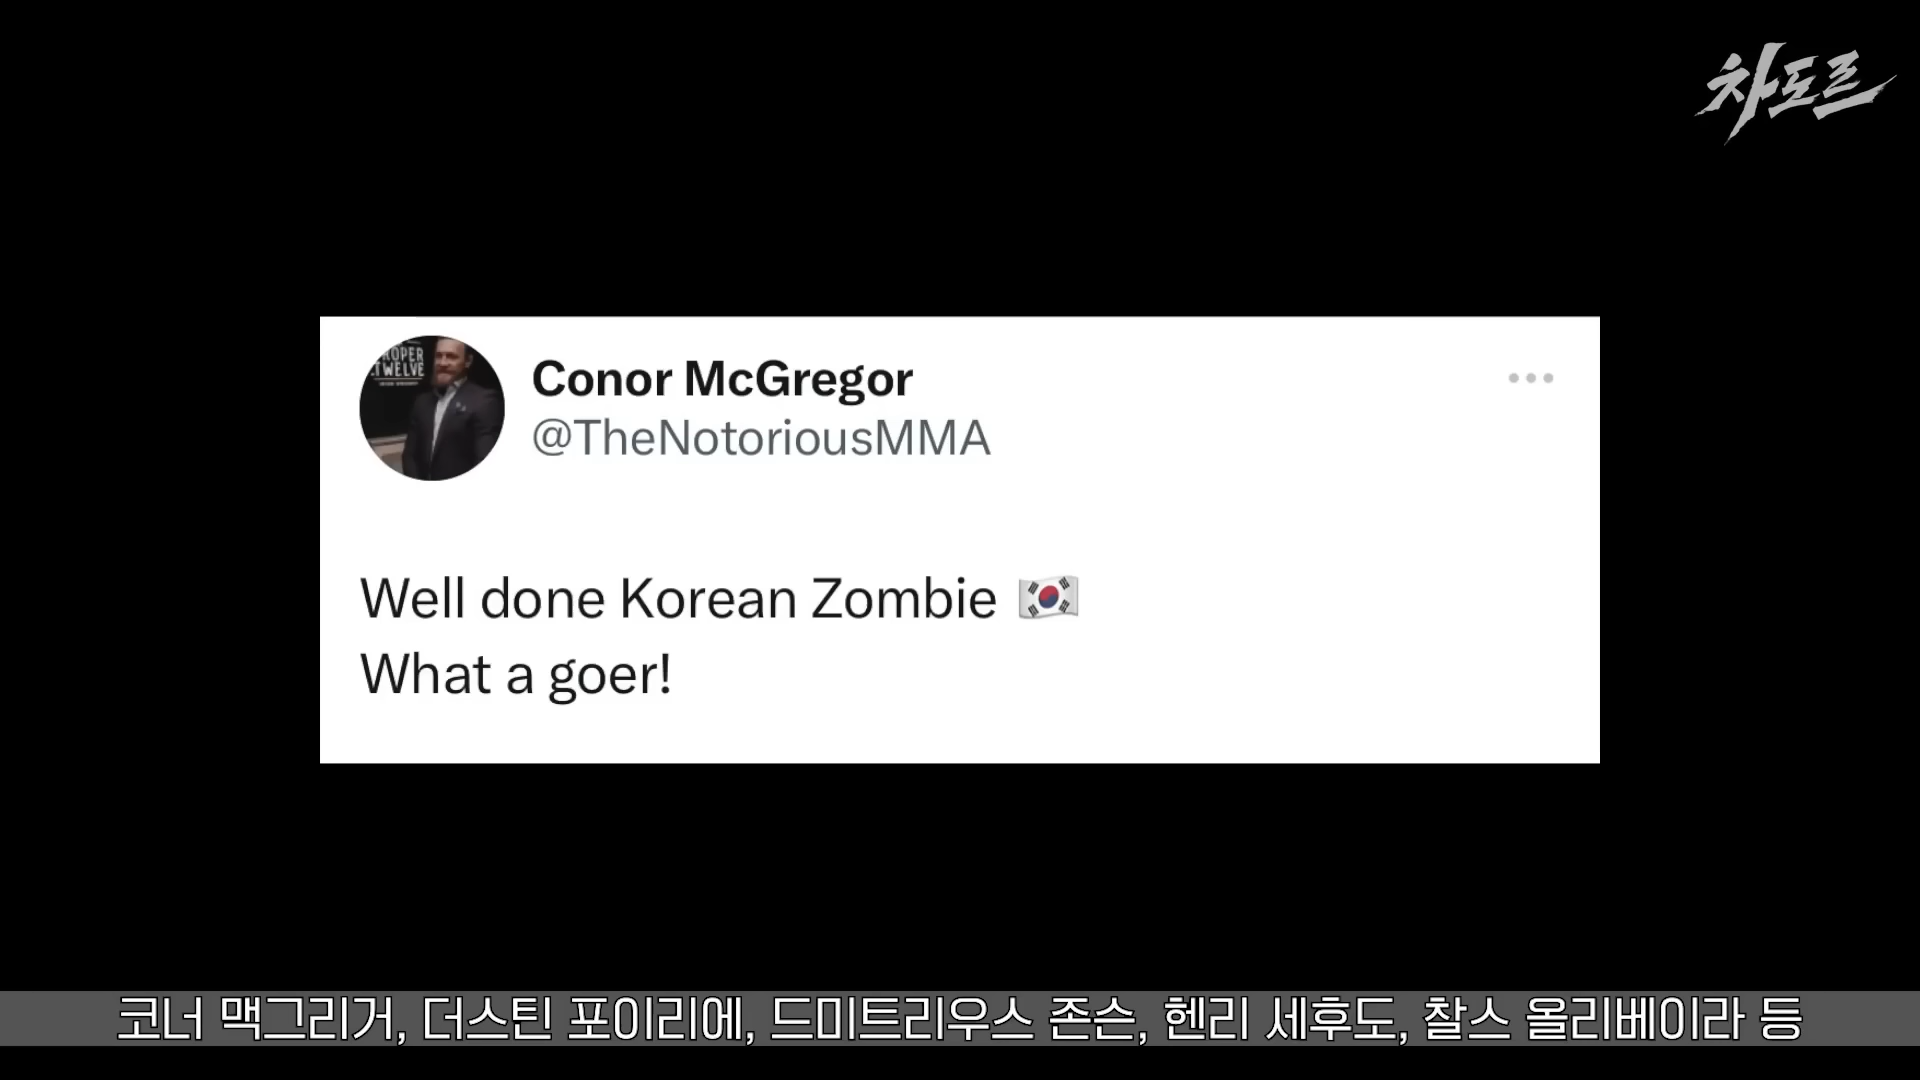 차도르
ROPER
TWELVE
Conor McGregor
@TheNotoriousMMA
Well done Korean Zombie 🇰🇷
What a goer!
코너 맥그리거, 더스틴 포이리에, 드미트리우스 존슨, 헨리 세후도, 찰스 올리베이라 등